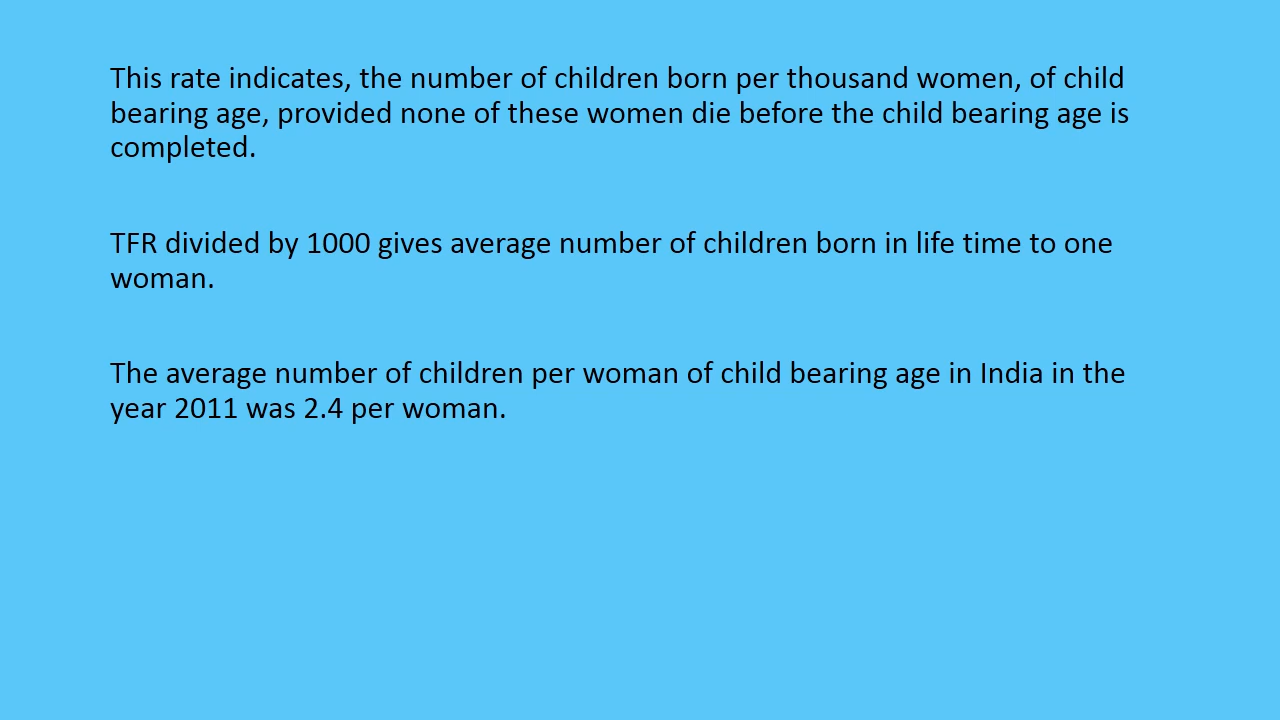 This rate indicates, the number of children born per thousand women, of child
bearing age, provided none of these women die before the child bearing age is
completed.
TFR divided by 1000 gives average number of children born in life time to one
woman.
The average number of children per woman of child bearing age in India in the
year 2011 was 2.4 per woman.